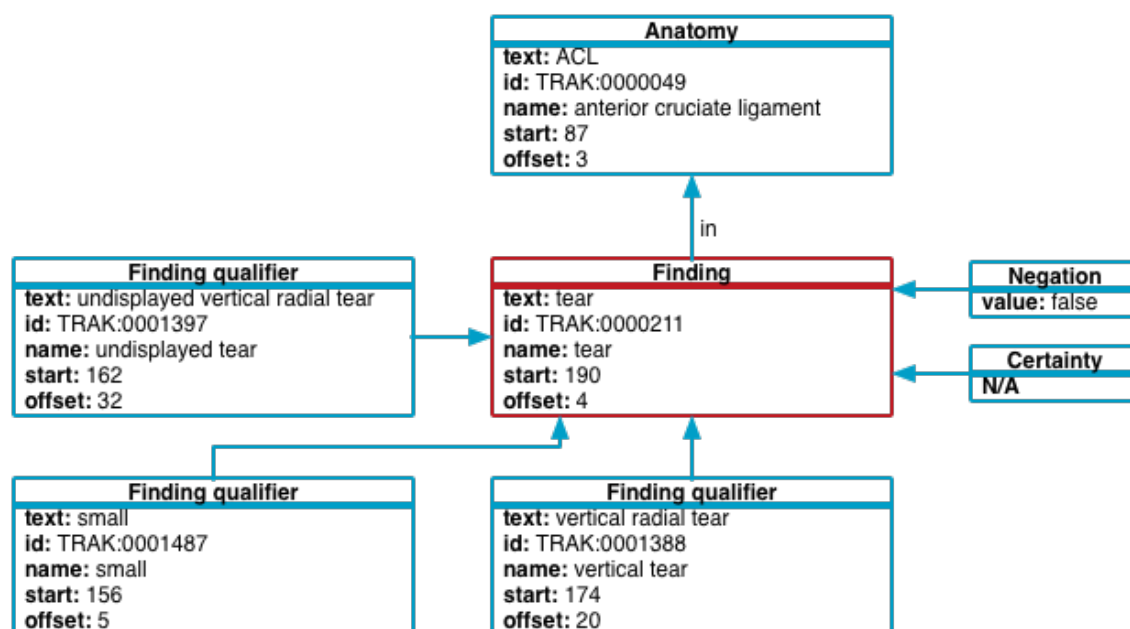 Anatomy
text: ACL
id: TRAK:0000049
name: anterior cruciate ligament
start: 87
offset: 3
in
Finding qualifier
text: undisplayed vertical radial tear
id: TRAK:0001397
name: undisplayed tear
start: 162
offset: 32
Finding
text: tear
id: TRAK:0000211
name: tear
start: 190
offset: 4
Negation
value: false
Certainty
N/A
Finding qualifier
text: small
id: TRAK:0001487
name: small
start: 156
offset: 5
Finding qualifier
text: vertical radial tear
id: TRAK:0001388
name: vertical tear
start: 174
offset: 20